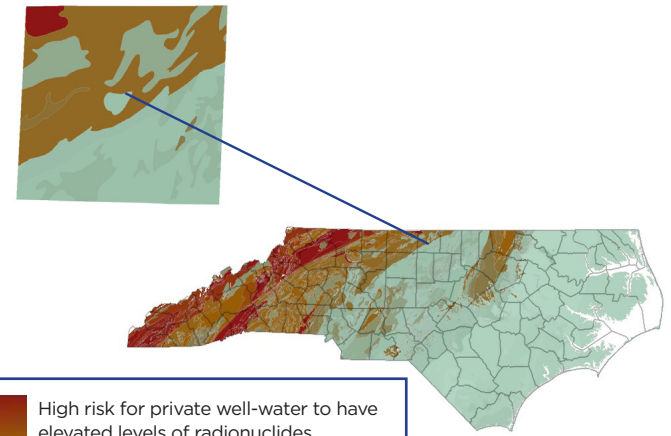 High risk for private well-water to have
elevated levels of radionuclides